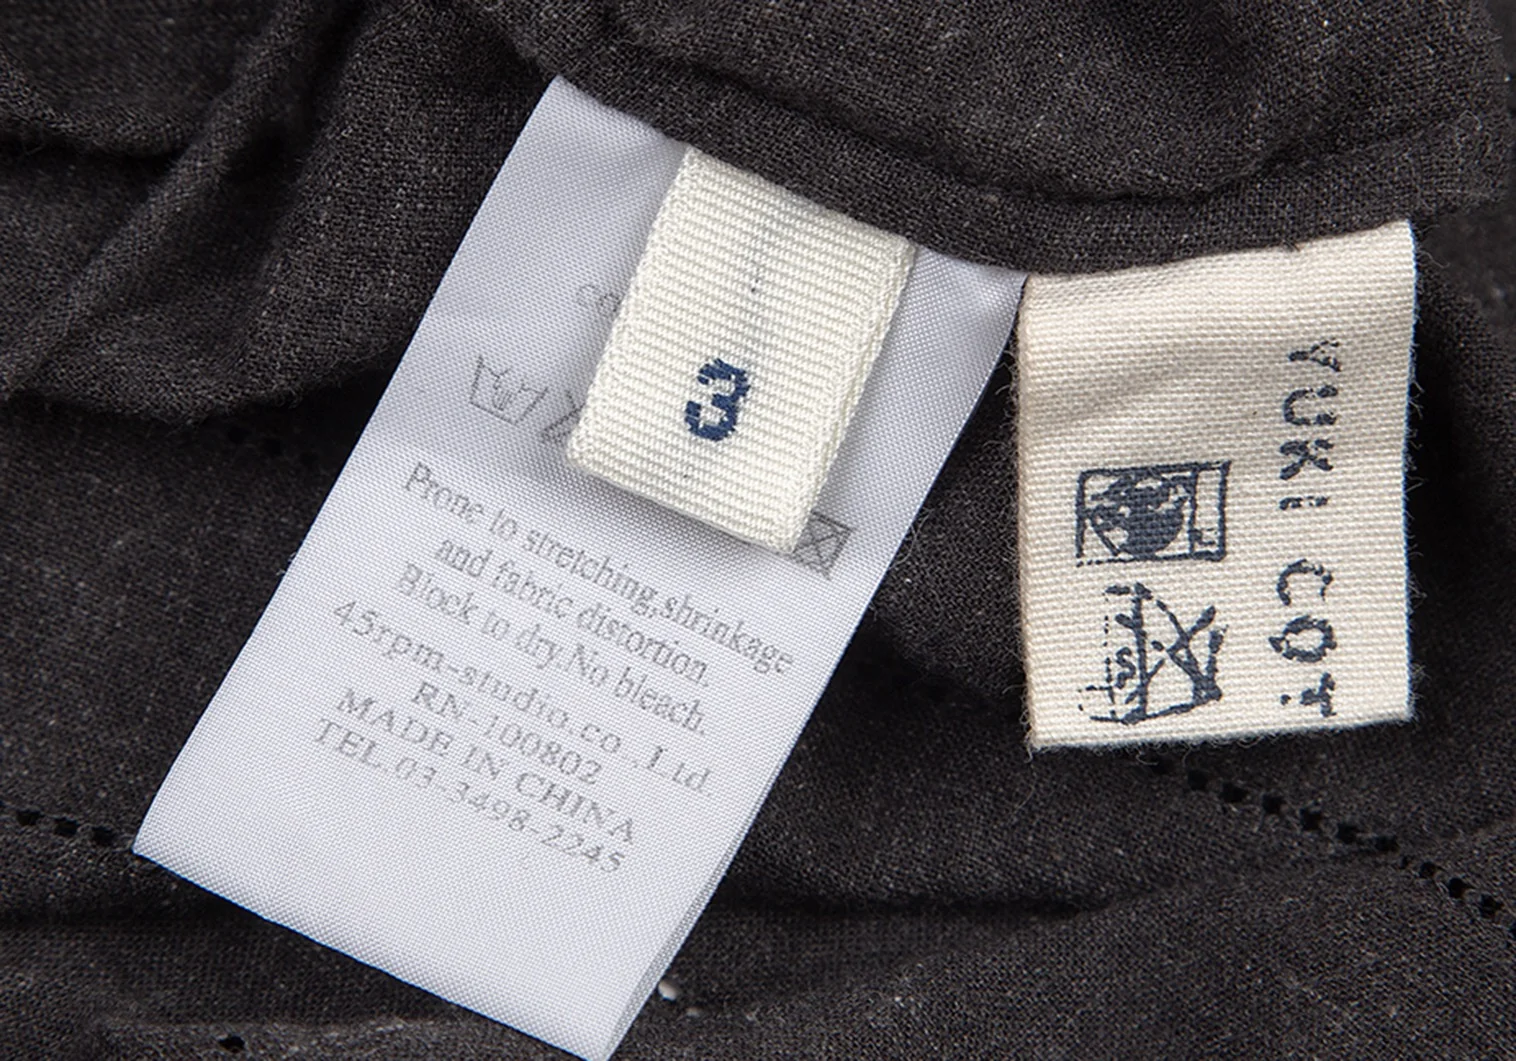 3
Prone to stretching,shrinkage
and fabric distortion.
Block to dry.No bleach.
45rpm-studio.co.,Ltd
RN-100802
MADE IN CHINA
TEL.03-3498-2245
YUKI COT